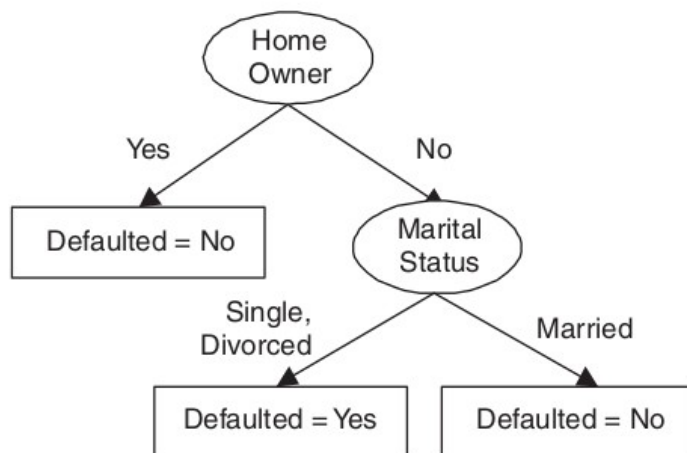 Home
Owner
Yes
No
Defaulted = No
Marital
Status
Single,
Divorced
Married
Defaulted = Yes
Defaulted = No